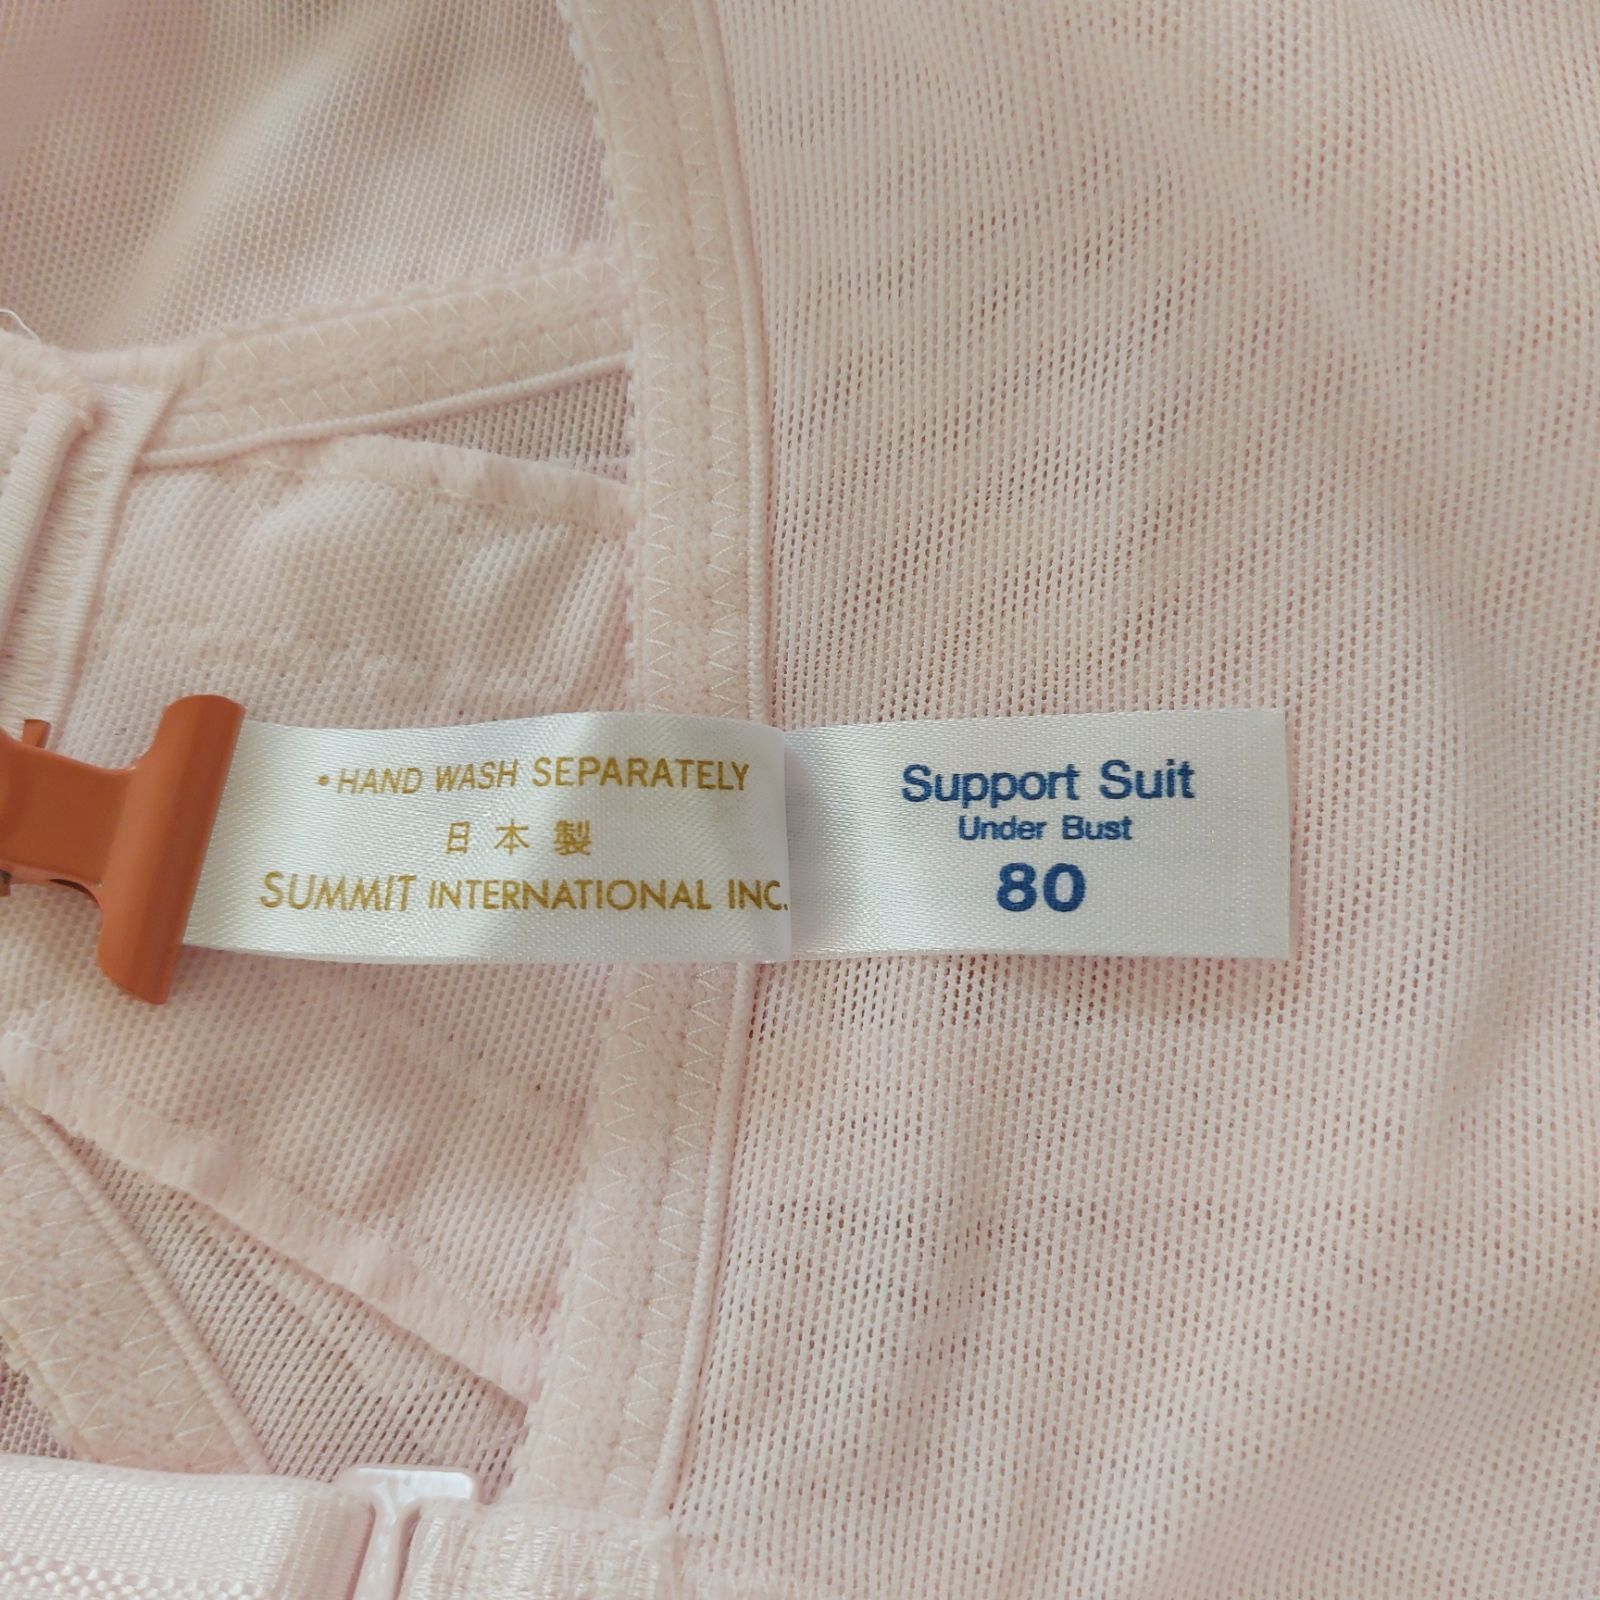 • HAND WASH SEPARATELY
日本製
SUMMIT INTERNATIONAL INC.
Support Suit
Under Bust
80